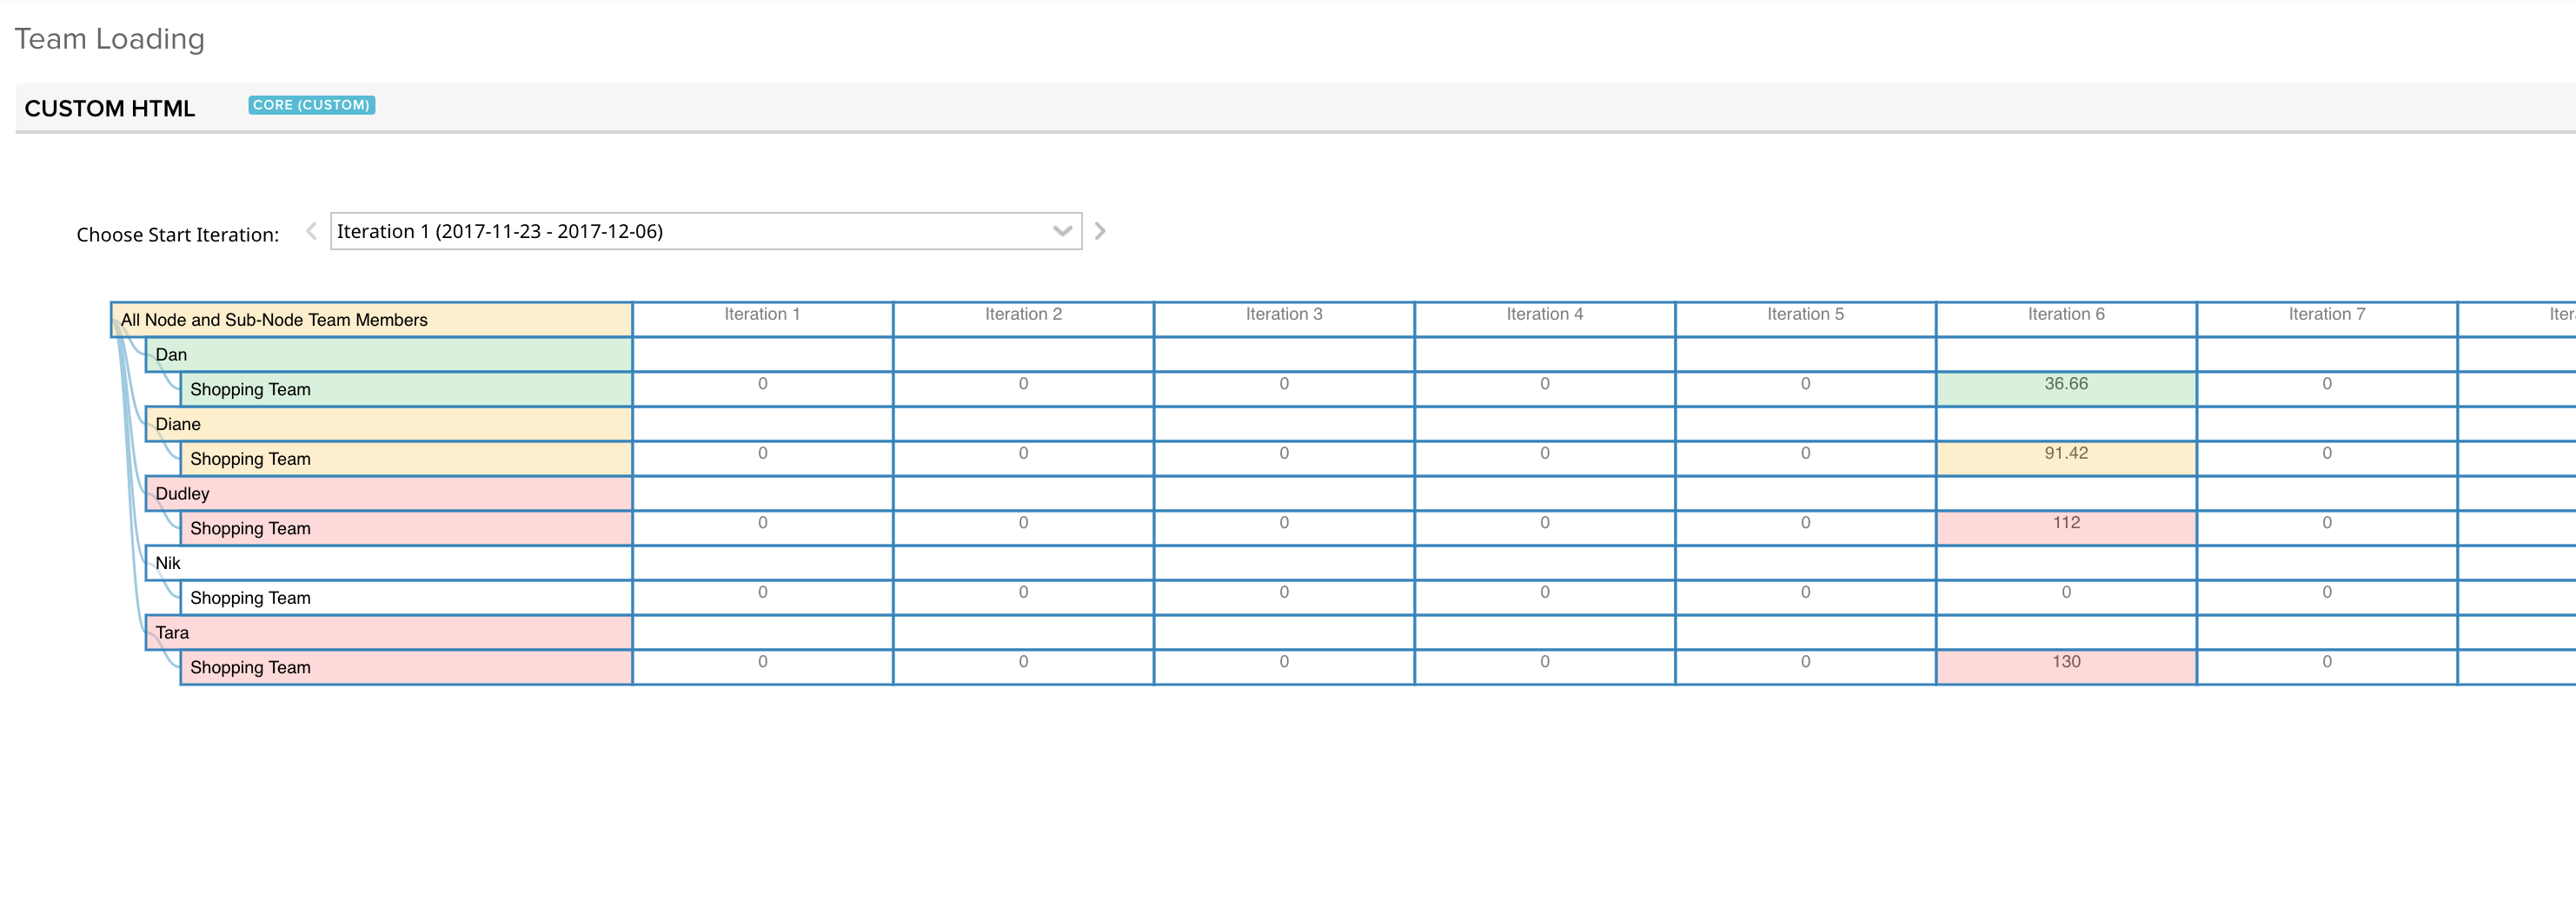 Team Loading
CUSTOM HTML CORE (CUSTOM)
Choose Start Iteration: Iteration 1 (2017-11-23 - 2017-12-06)
All Node and Sub-Node Team Members Iteration 1 Iteration 2 Iteration 3 Iteration 4 Iteration 5 Iteration 6 Iteration 7
Dan
Shopping Team 0 0 0 0 0 36.66 0
Diane
Shopping Team 0 0 0 0 0 91.42 0
Dudley
Shopping Team 0 0 0 0 0 112 0
Nik
Shopping Team 0 0 0 0 0 0 0
Tara
Shopping Team 0 0 0 0 0 130 0